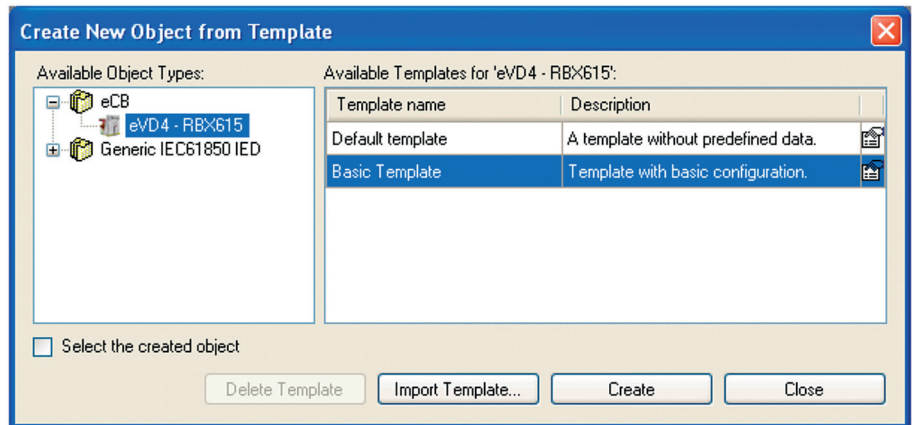 Create New Object from Template
Available Object Types:
eCB
eVD4 - RBX615
Generic IEC61850 IED
Available Templates for 'eVD4 - RBX615':
Template name Description
Default template A template without predefined data.
Basic Template Template with basic configuration.
Select the created object
Delete Template Import Template... Create Close